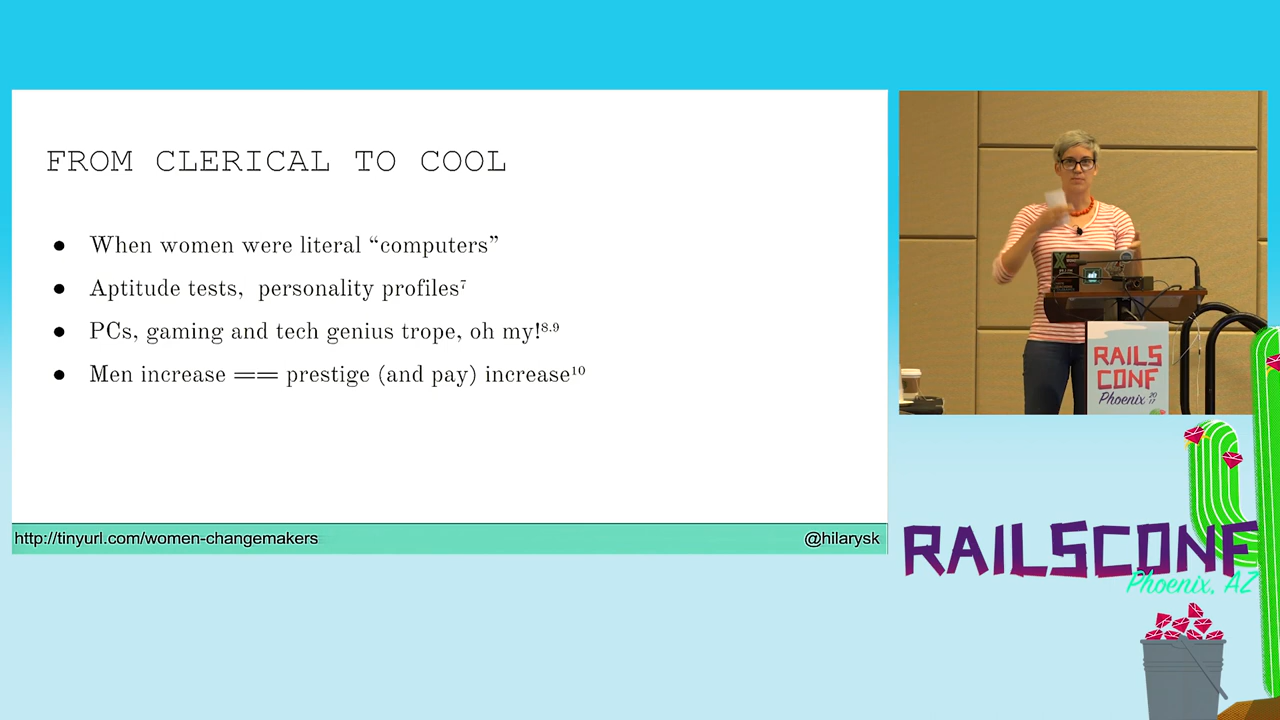 FROM CLERICAL TO COOL
● When women were literal “computers”
● Aptitude tests, personality profiles⁷
● PCs, gaming and tech genius trope, oh my!⁸·⁹
● Men increase == prestige (and pay) increase¹⁰
http://tinyurl.com/women-changemakers
@hilarysk
RAILS
CONF
Phoenix 20
17
RAILSCONF
Phoenix, AZ